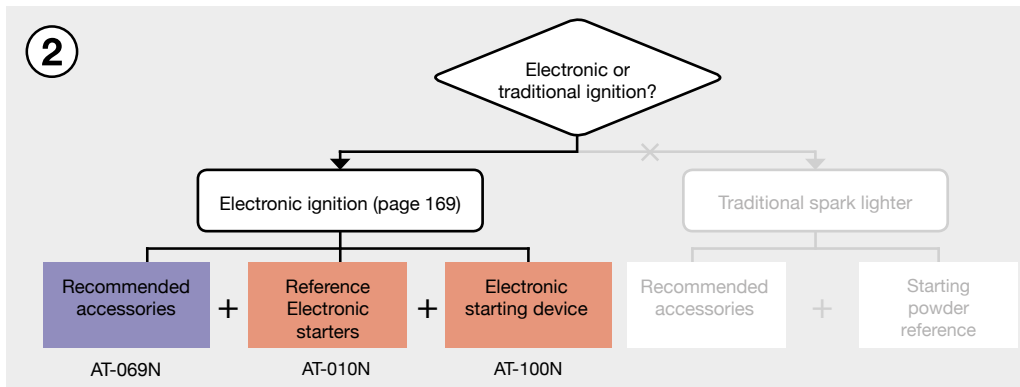 2
Electronic or
traditional ignition?
Electronic ignition (page 169)
Traditional spark lighter
Recommended
accessories
+
Reference
Electronic
starters
+
Electronic
starting device
Recommended
accessories
+
Starting
powder
reference
AT-069N
AT-010N
AT-100N